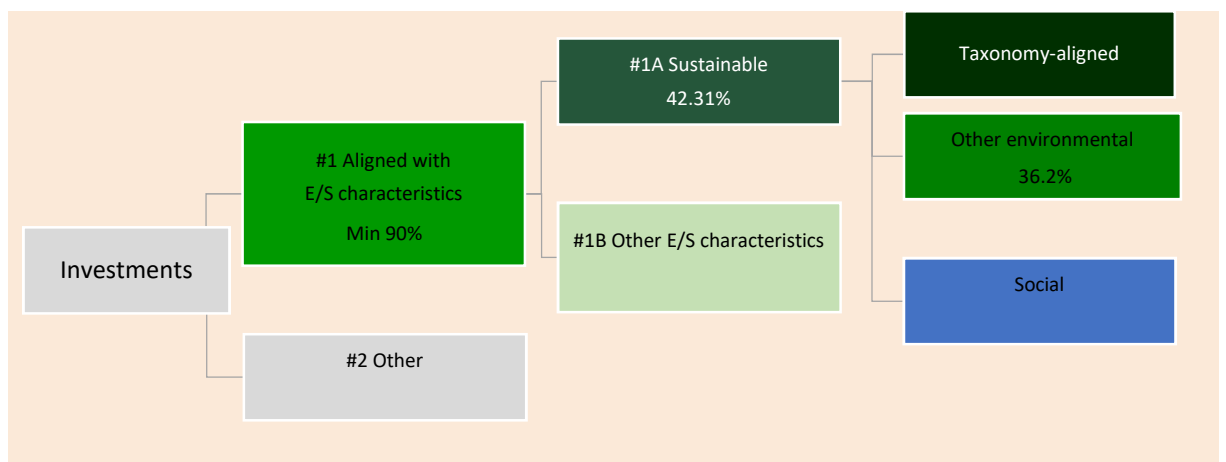 Investments
#1 Aligned with
E/S characteristics
Min 90%
#2 Other
#1A Sustainable
42.31%
#1B Other E/S characteristics
Taxonomy-aligned
Other environmental
36.2%
Social